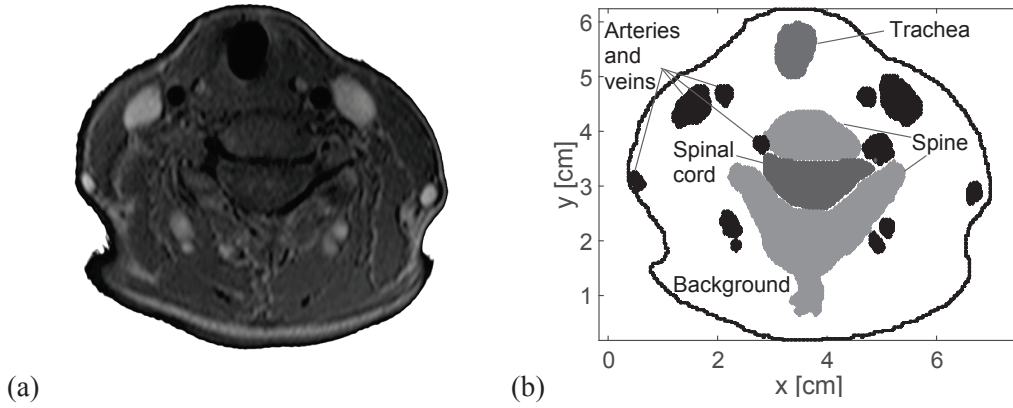 Arteries
and
veins
Trachea
Spine
Spinal
cord
Background
y [cm]
6
5
4
3
2
1
0
2
4
6
x [cm]
(a)
(b)